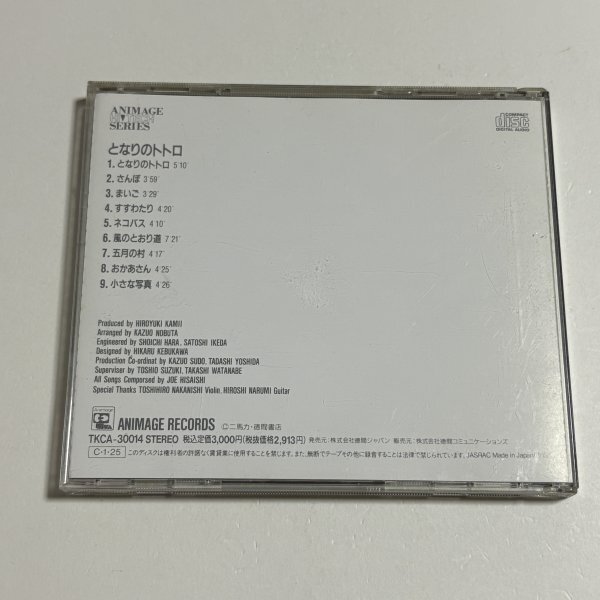 ANIMAGE
SERIES
COMPACT
disc
DIGITAL AUDIO
となりのトトロ
1. となりのトトロ 5'10"
2. さんぽ 3'59"
3. まいご 3'29"
4. すすわたり 4'20"
5. ネコバス 4'10"
6. 風のとおり道 7'21"
7. 五月の村 4'17"
8. おかあさん 4'25"
9. 小さな写真 4'26"
Produced by HIROYUKI KAMIJ
Arranged by KAZUO NOBUTA
Engineered by SHOICHI HARA, SATOSHI IKEDA
Designed by HIKARU KEBUKAWA
Production Co-ordinat by KAZUO SUDO, TADASHI YOSHIDA
Superviser by TOSHIO SUZUKI, TAKASHI WATANABE
All Songs Comporsed by JOE HISAISHI
Special Thanks TOSHIHIRO NAKANISHI Violin, HIROSHI NARUMI Guitar
Animage
ANIMAGE RECORDS ©二馬力・徳間書店
TKCA-30014 STEREO 税込定価3,000円(税抜価格2,913円) 発売元:株式会社徳間ジャパン 販売元:株式会社徳間コミュニケーションズ
C・1・25 このディスクは権利者の許諾なく賃貸業に使用することを禁じます。また、無断でテープその他に録音することは法律で禁じられています。JASRAC Made in Japan